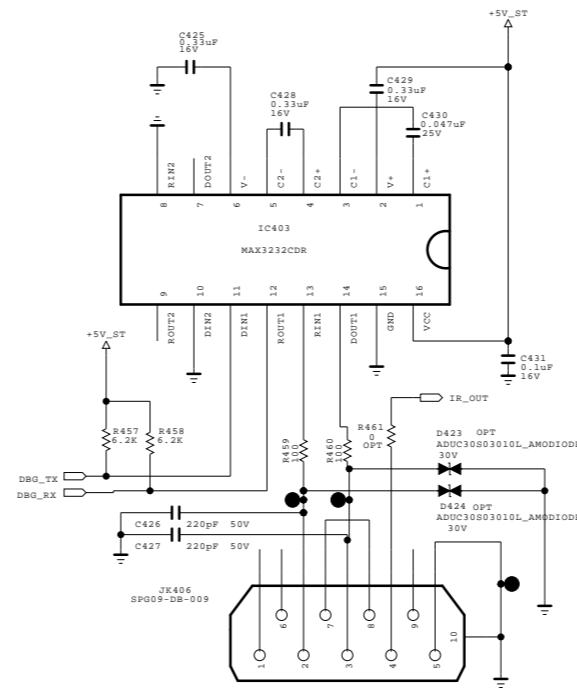 +5V_ST
C425
0.33uF
16V
C428
0.33uF
16V
C429
0.33uF
16V
C430
0.047uF
25V
RIN2
DOUT2
V-
C2-
C2+
C1-
V+
C1+
8
7
6
5
4
3
2
1
IC403
MAX3232CDR
9
10
11
12
13
14
15
16
ROUT2
DIN2
DIN1
ROUT1
RIN1
DOUT1
GND
VCC
+5V_ST
C431
0.1uF
16V
IR_OUT
R457
6.2K
R458
6.2K
R459
100
R460
100
R461
0
OPT
D423 OPT
ADUC30S03010L_AMODIODE
30V
DBG_TX
DBG_RX
D424 OPT
ADUC30S03010L_AMODIODE
30V
C426 220pF 50V
C427 220pF 50V
JK406
SPG09-DB-009
6
7
8
9
10
1
2
3
4
5